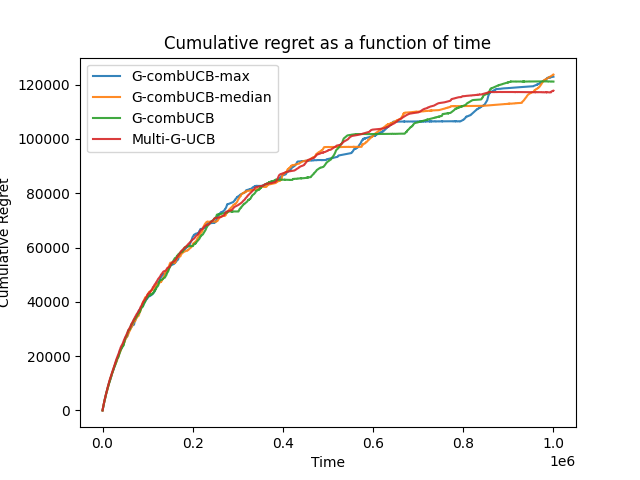 Cumulative regret as a function of time
G-combUCB-max
G-combUCB-median
G-combUCB
Multi-G-UCB
120000
100000
80000
60000
40000
20000
0
Cumulative Regret
0.0 0.2 0.4 0.6 0.8 1.0
1e6
Time